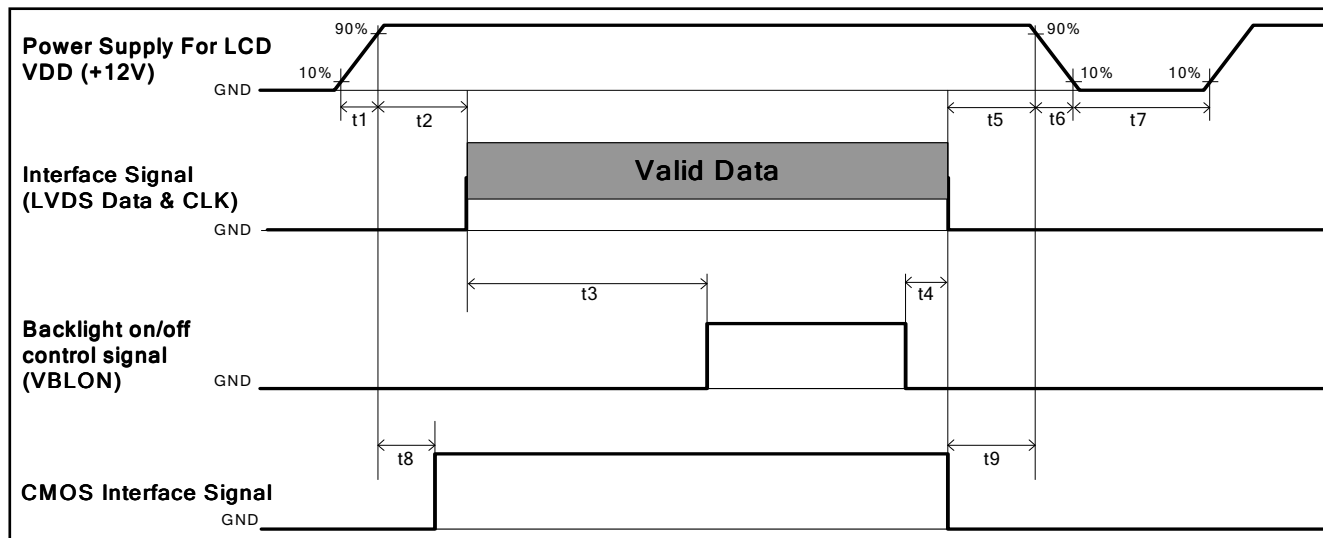 Power Supply For LCD
VDD (+12V)
90%
10%
GND
90%
10%
10%
t1
t2
t5
t6
t7
Interface Signal
(LVDS Data & CLK)
GND
Valid Data
t3
t4
Backlight on/off
control signal
(VBLON)
GND
t8
t9
CMOS Interface Signal
GND